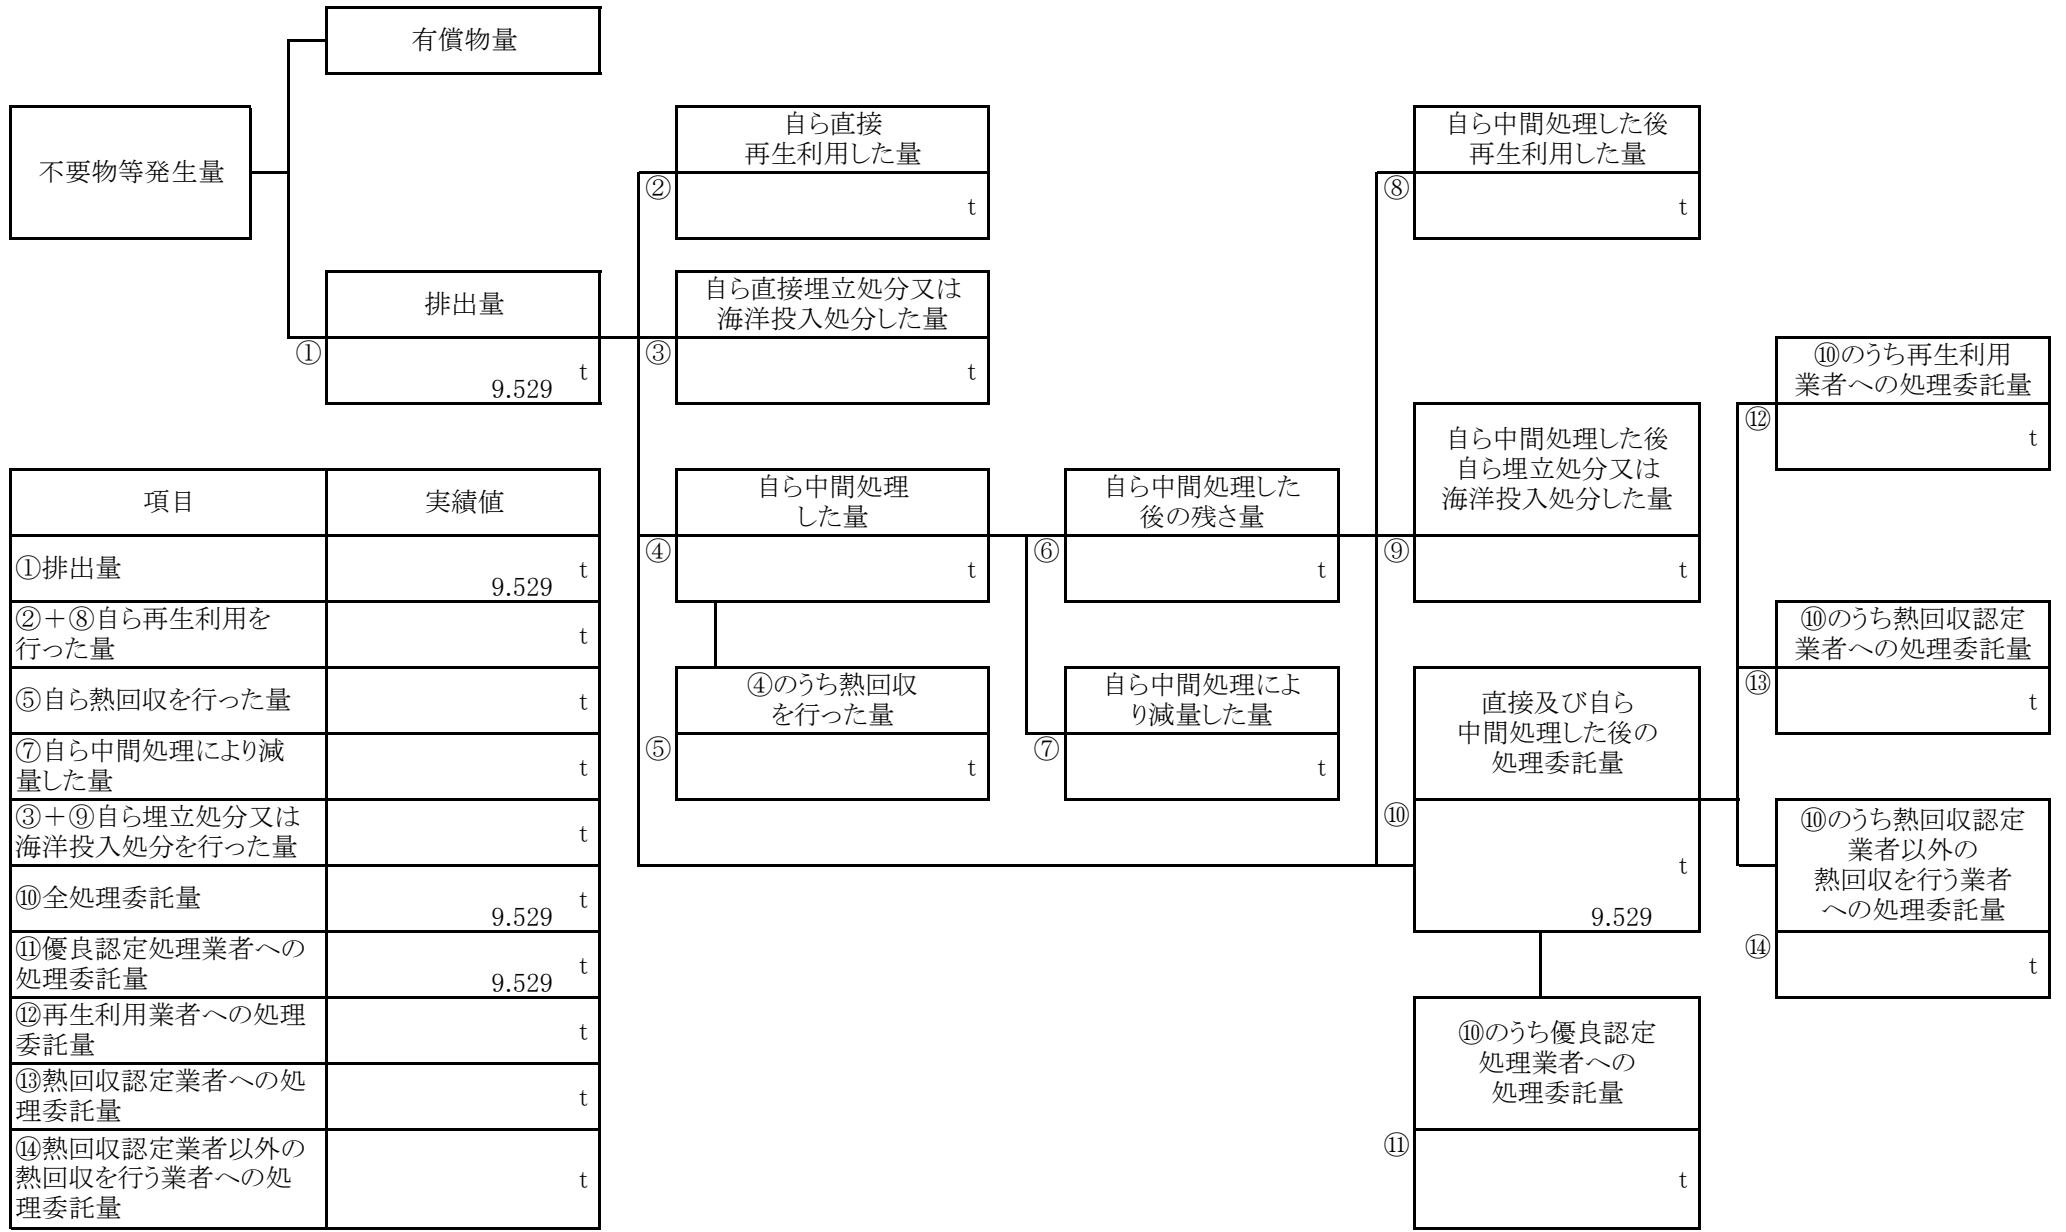 有償物量
不要物等発生量
自ら直接
再生利用した量
②
t
自ら中間処理した後
再生利用した量
⑧
t
排出量
①
t
9.529
自ら直接埋立処分又は
海洋投入処分した量
③
t
⑩のうち再生利用
業者への処理委託量
⑫
t
自ら中間処理
した量
④
t
自ら中間処理した
後の残さ量
⑥
t
自ら中間処理した後
自ら埋立処分又は
海洋投入処分した量
⑨
t
⑩のうち熱回収認定
業者への処理委託量
⑬
t
④のうち熱回収
を行った量
⑤
t
自ら中間処理によ
り減量した量
⑦
t
直接及び自ら
中間処理した後の
処理委託量
⑩
t
9.529
⑩のうち熱回収認定
業者以外の
熱回収を行う業者
への処理委託量
⑭
t
⑩のうち優良認定
処理業者への
処理委託量
⑪
t
項目 実績値
①排出量 9.529 t
②+⑧自ら再生利用を
行った量 t
⑤自ら熱回収を行った量 t
⑦自ら中間処理により減
量した量 t
③+⑨自ら埋立処分又は
海洋投入処分を行った量 t
⑩全処理委託量 9.529 t
⑪優良認定処理業者への
処理委託量 9.529 t
⑫再生利用業者への処理
委託量 t
⑬熱回収認定業者への処
理委託量 t
⑭熱回収認定業者以外の
熱回収を行う業者への処
理委託量 t